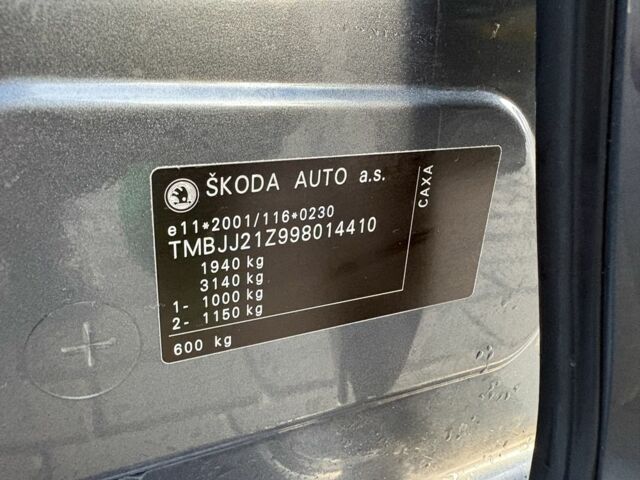 ŠKODA AUTO a.s.
e11*2001/116*0230
TMBJJ21Z998014410
1940 kg
3140 kg
1- 1000 kg
2- 1150 kg
600 kg
CAXA